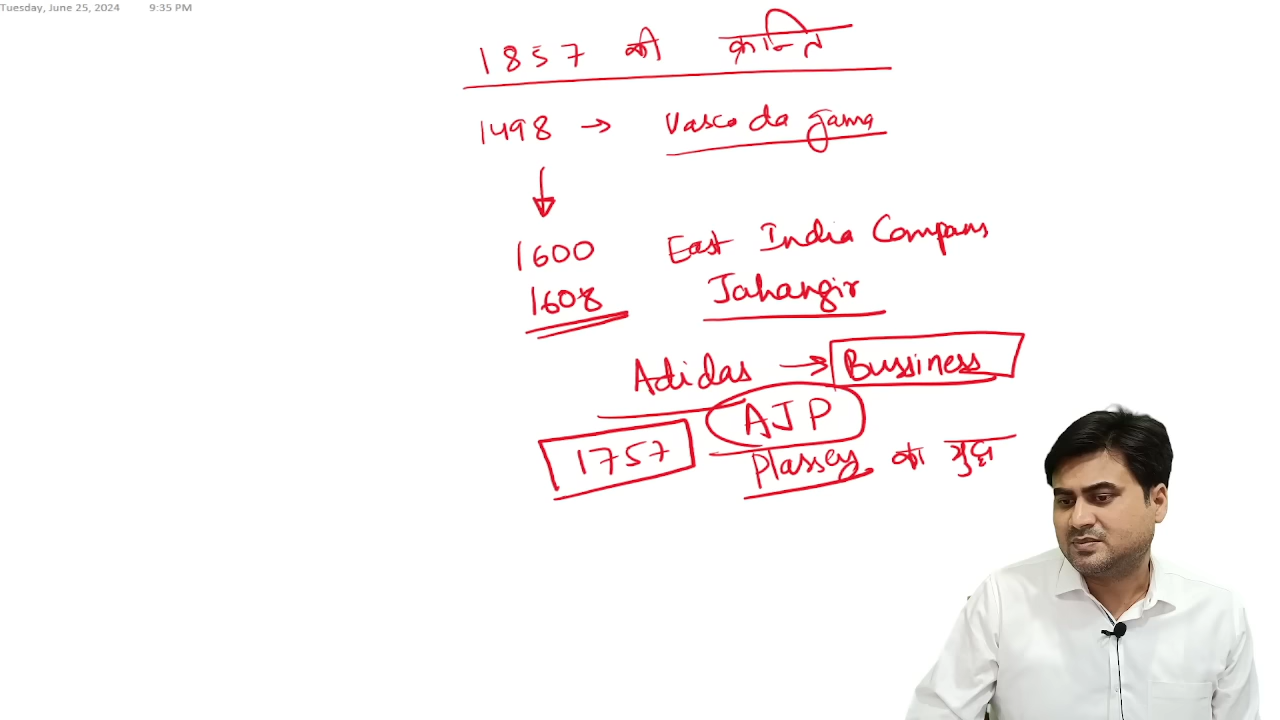 Tuesday, June 25, 2024 9:35 PM
1857 की क्रान्ति
1498 → Vasco da gama
1600 East India Company
1608 Jahangir
Adidas → Bussiness
AJP
1757 Plassey का युद्ध